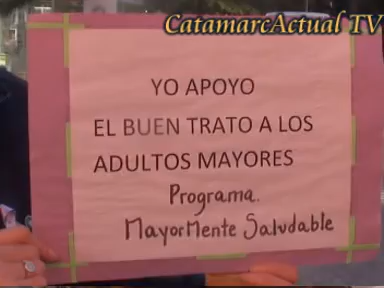 CatamarcActual TV
YO APOYO
EL BUEN TRATO A LOS
ADULTOS MAYORES
Programa.
MayorMente Saludable